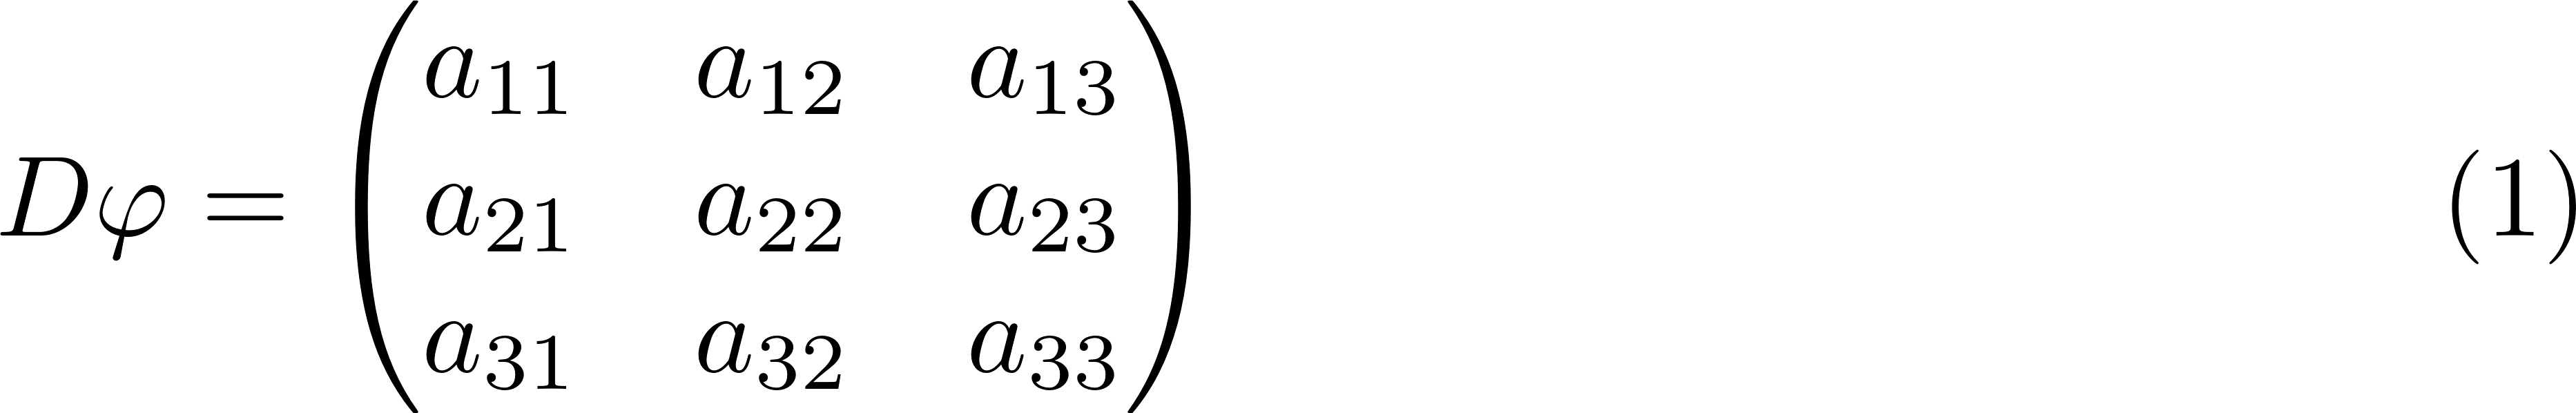 a₁₁ a₁₂ a₁₃
Dφ = ( a₂₁ a₂₂ a₂₃ ) (1)
a₃₁ a₃₂ a₃₃